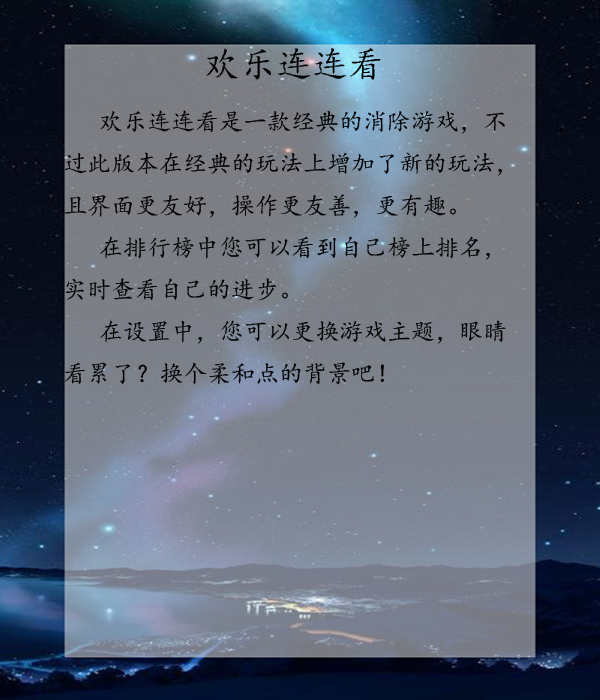 欢乐连连看
欢乐连连看是一款经典的消除游戏，不
过此版本在经典的玩法上增加了新的玩法，
且界面更友好，操作更友善，更有趣。
在排行榜中您可以看到自己榜上排名，
实时查看自己的进步。
在设置中，您可以更换游戏主题，眼睛
看累了？换个柔和点的背景吧！